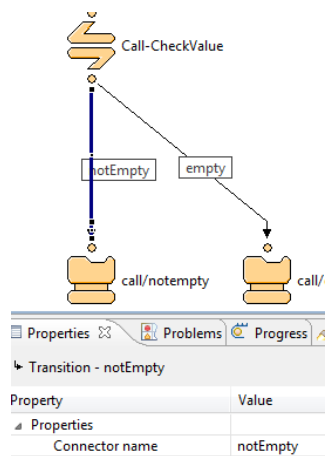 Call-CheckValue
notEmpty
empty
call/notempty
call/
Properties
Problems
Progress
Transition - notEmpty
Property Value
Properties
Connector name notEmpty